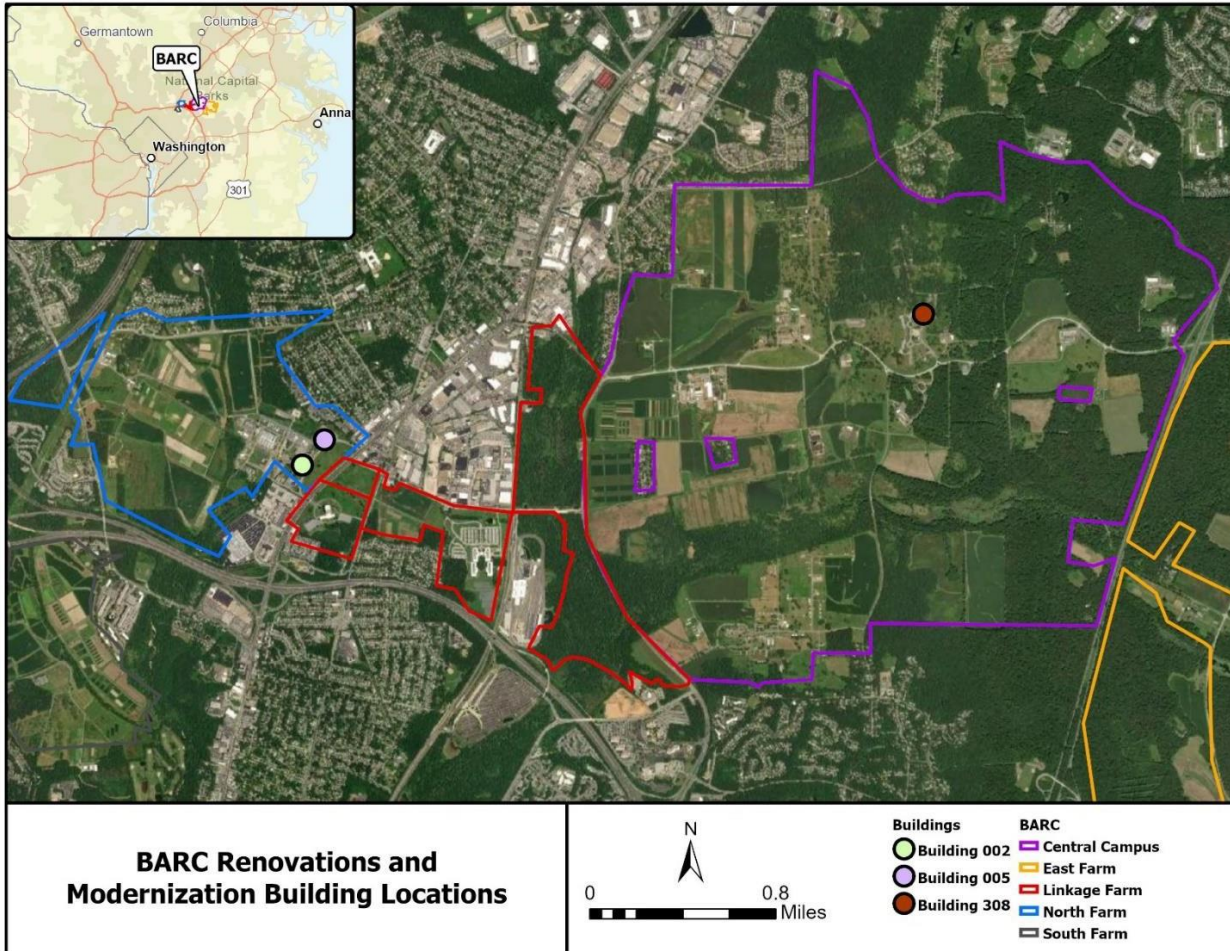 Germantown
Columbia
BARC
National Capital
Parks
Anna
Washington
301
BARC Renovations and
Modernization Building Locations
N
0 0.8
Miles
Buildings
Building 002
Building 005
Building 308
BARC
Central Campus
East Farm
Linkage Farm
North Farm
South Farm